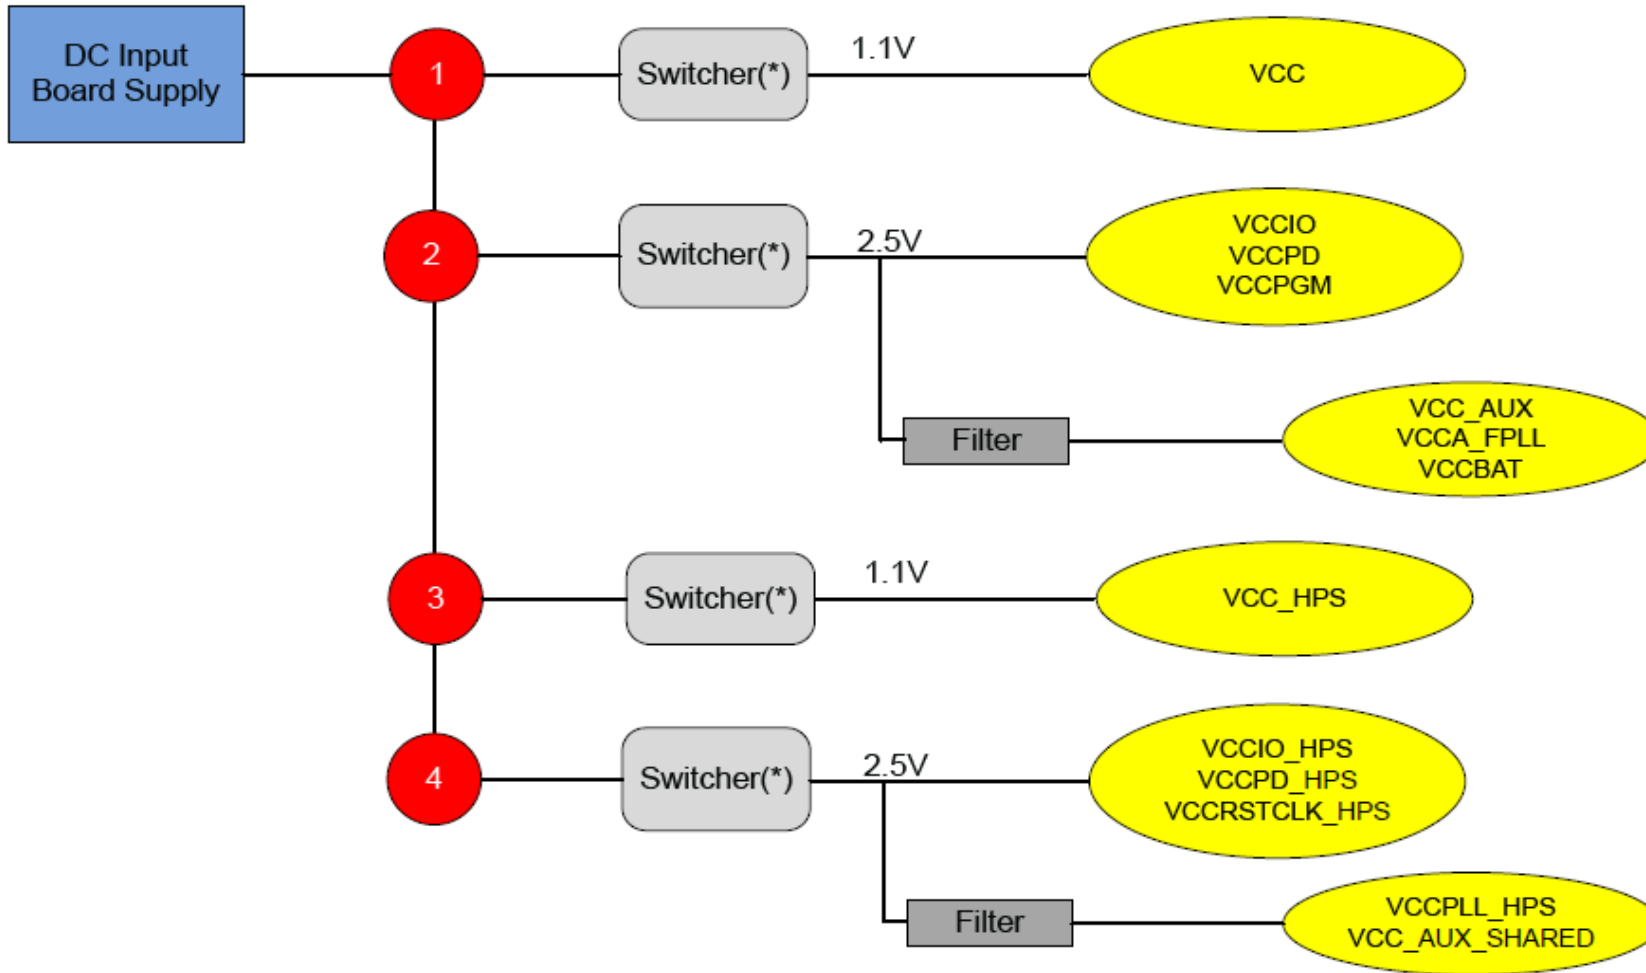 DC Input
Board Supply
1
Switcher(*)
1.1V
VCC
2
Switcher(*)
2.5V
VCCIO
VCCPD
VCCPGM
Filter
VCC_AUX
VCCA_FPLL
VCCBAT
3
Switcher(*)
1.1V
VCC_HPS
4
Switcher(*)
2.5V
VCCIO_HPS
VCCPD_HPS
VCCRSTCLK_HPS
Filter
VCCPLL_HPS
VCC_AUX_SHARED